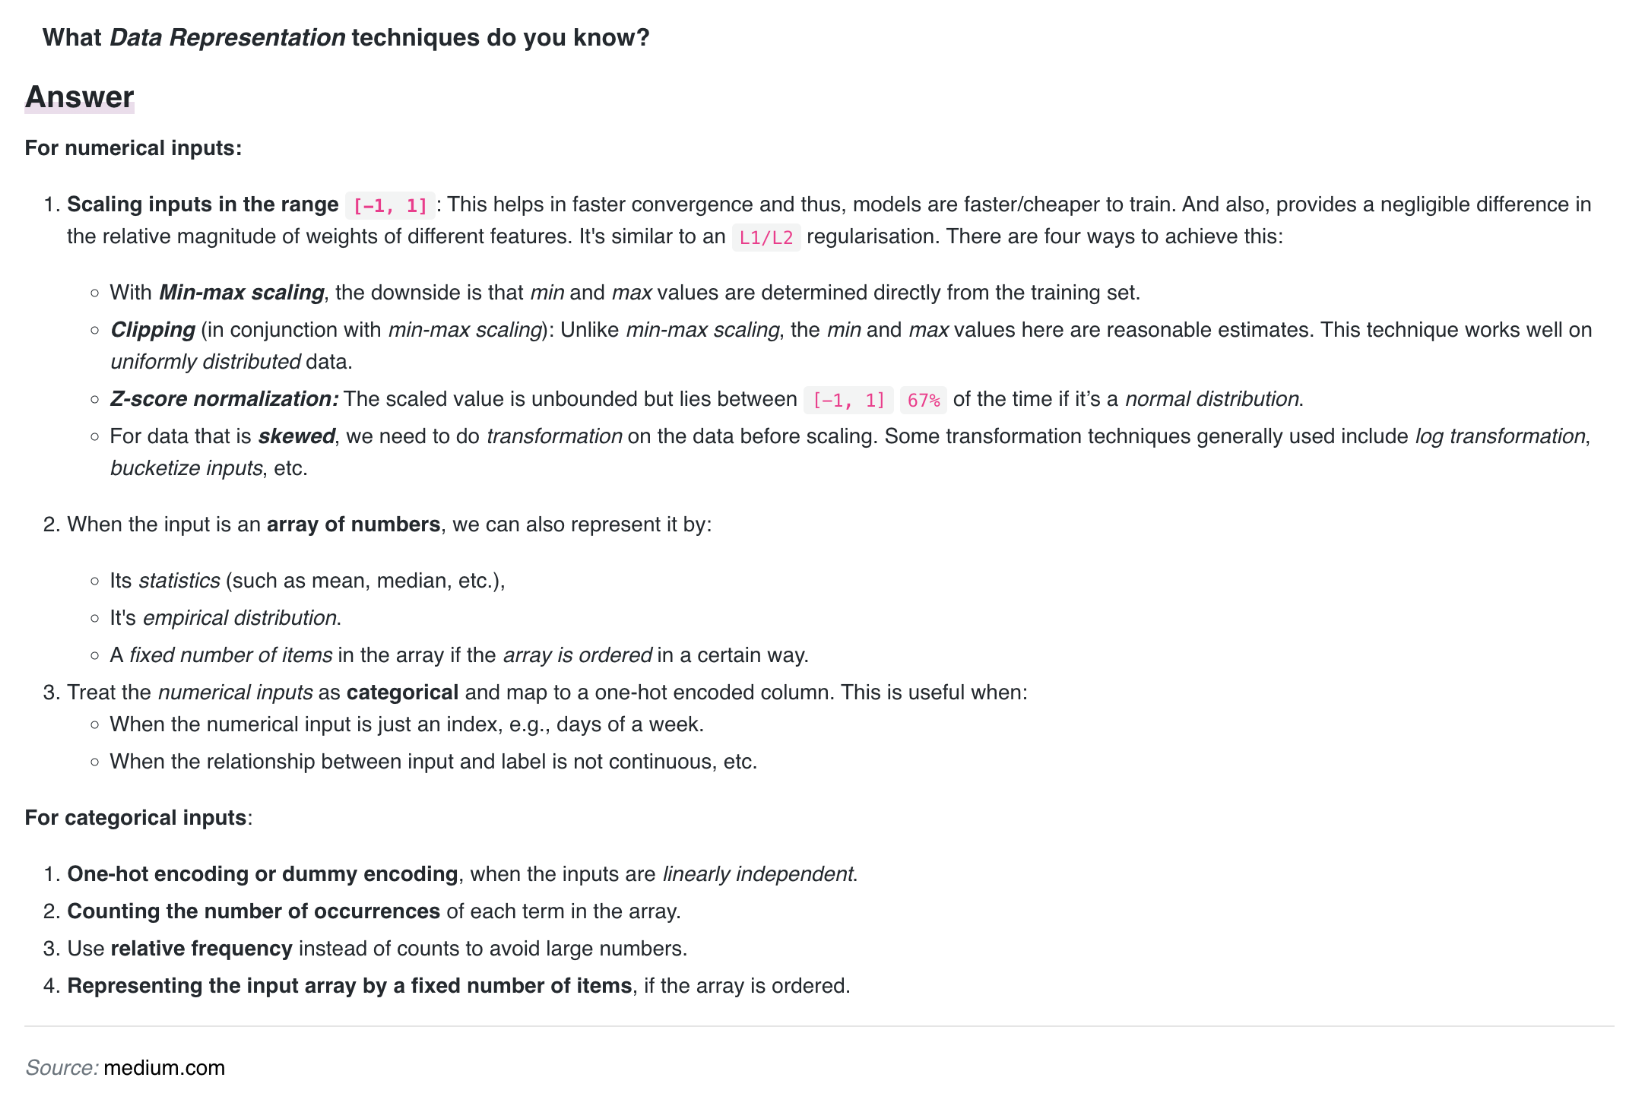 What Data Representation techniques do you know?
Answer
For numerical inputs:
1. Scaling inputs in the range [-1, 1] : This helps in faster convergence and thus, models are faster/cheaper to train. And also, provides a negligible difference in
the relative magnitude of weights of different features. It's similar to an L1/L2 regularisation. There are four ways to achieve this:
◦ With Min-max scaling, the downside is that min and max values are determined directly from the training set.
◦ Clipping (in conjunction with min-max scaling): Unlike min-max scaling, the min and max values here are reasonable estimates. This technique works well on
uniformly distributed data.
◦ Z-score normalization: The scaled value is unbounded but lies between [-1, 1] 67% of the time if it’s a normal distribution.
◦ For data that is skewed, we need to do transformation on the data before scaling. Some transformation techniques generally used include log transformation,
bucketize inputs, etc.
2. When the input is an array of numbers, we can also represent it by:
◦ Its statistics (such as mean, median, etc.),
◦ It's empirical distribution.
◦ A fixed number of items in the array if the array is ordered in a certain way.
3. Treat the numerical inputs as categorical and map to a one-hot encoded column. This is useful when:
◦ When the numerical input is just an index, e.g., days of a week.
◦ When the relationship between input and label is not continuous, etc.
For categorical inputs:
1. One-hot encoding or dummy encoding, when the inputs are linearly independent.
2. Counting the number of occurrences of each term in the array.
3. Use relative frequency instead of counts to avoid large numbers.
4. Representing the input array by a fixed number of items, if the array is ordered.
Source: medium.com